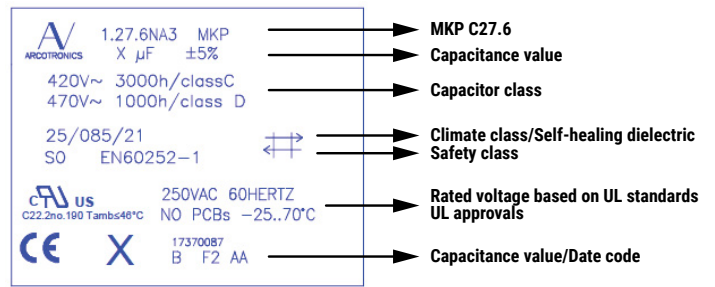 1.27.6NA3 MKP
ARCOTRONICS X µF ±5%
420V~ 3000h/classC
470V~ 1000h/class D
25/085/21
SO EN60252-1
c US 250VAC 60HERTZ
C22.2no.190 Tamb≤46°C NO PCBs -25..70°C
CE X 17370087
B F2 AA
MKP C27.6
Capacitance value
Capacitor class
Climate class/Self-healing dielectric
Safety class
Rated voltage based on UL standards
UL approvals
Capacitance value/Date code